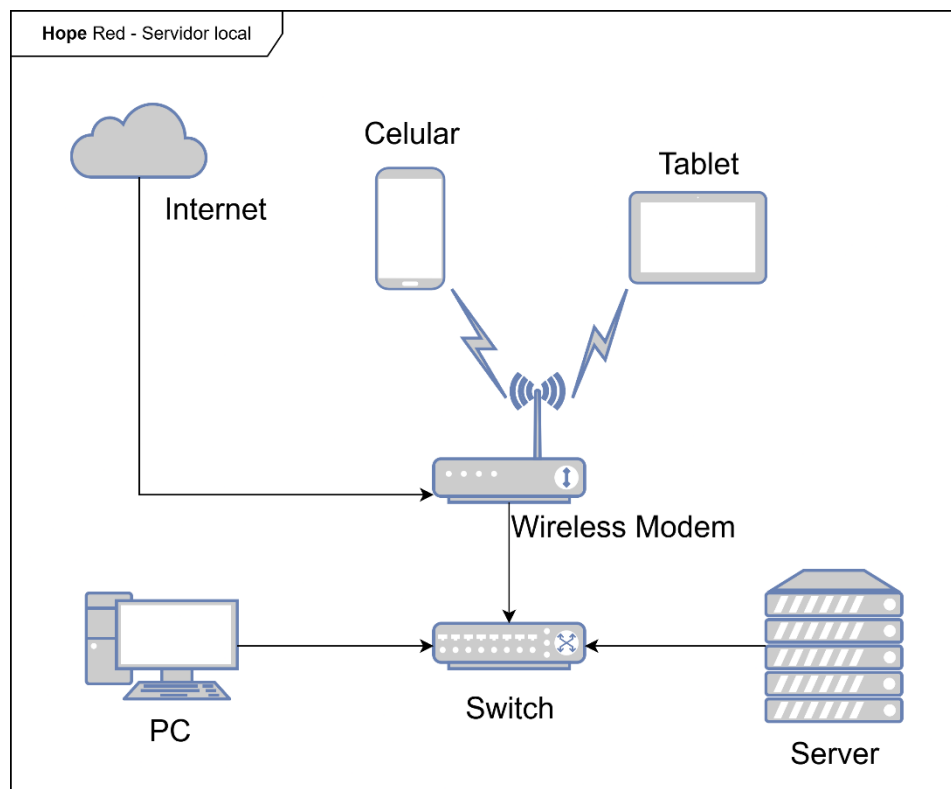 Hope Red - Servidor local
Celular
Tablet
Internet
Wireless Modem
PC
Switch
Server